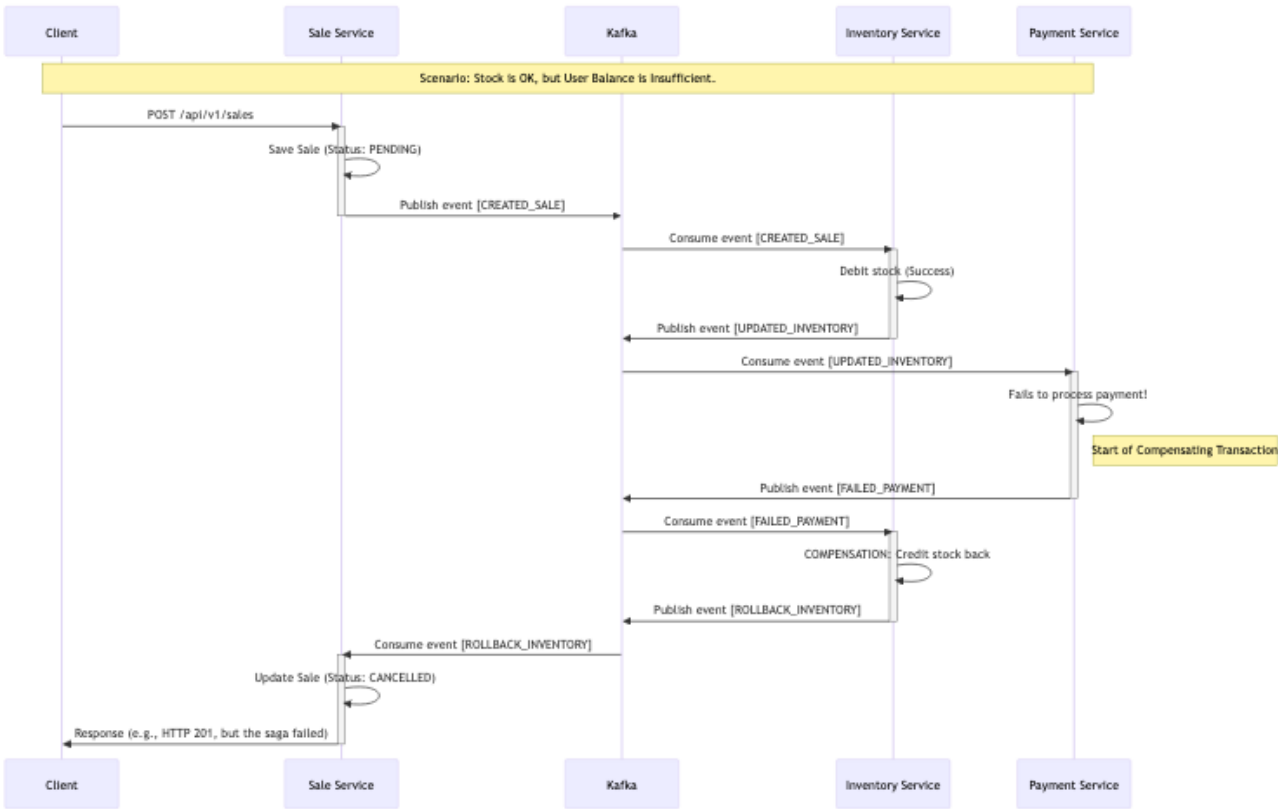 Client
Sale Service
Kafka
Inventory Service
Payment Service
Scenario: Stock is OK, but User Balance is Insufficient.
POST /api/v1/sales
Save Sale (Status: PENDING)
Publish event [CREATED_SALE]
Consume event [CREATED_SALE]
Debit stock (Success)
Publish event [UPDATED_INVENTORY]
Consume event [UPDATED_INVENTORY]
Fails to process payment!
Start of Compensating Transaction
Publish event [FAILED_PAYMENT]
Consume event [FAILED_PAYMENT]
COMPENSATION: Credit stock back
Publish event [ROLLBACK_INVENTORY]
Consume event [ROLLBACK_INVENTORY]
Update Sale (Status: CANCELLED)
Response (e.g., HTTP 201, but the saga failed)
Client
Sale Service
Kafka
Inventory Service
Payment Service